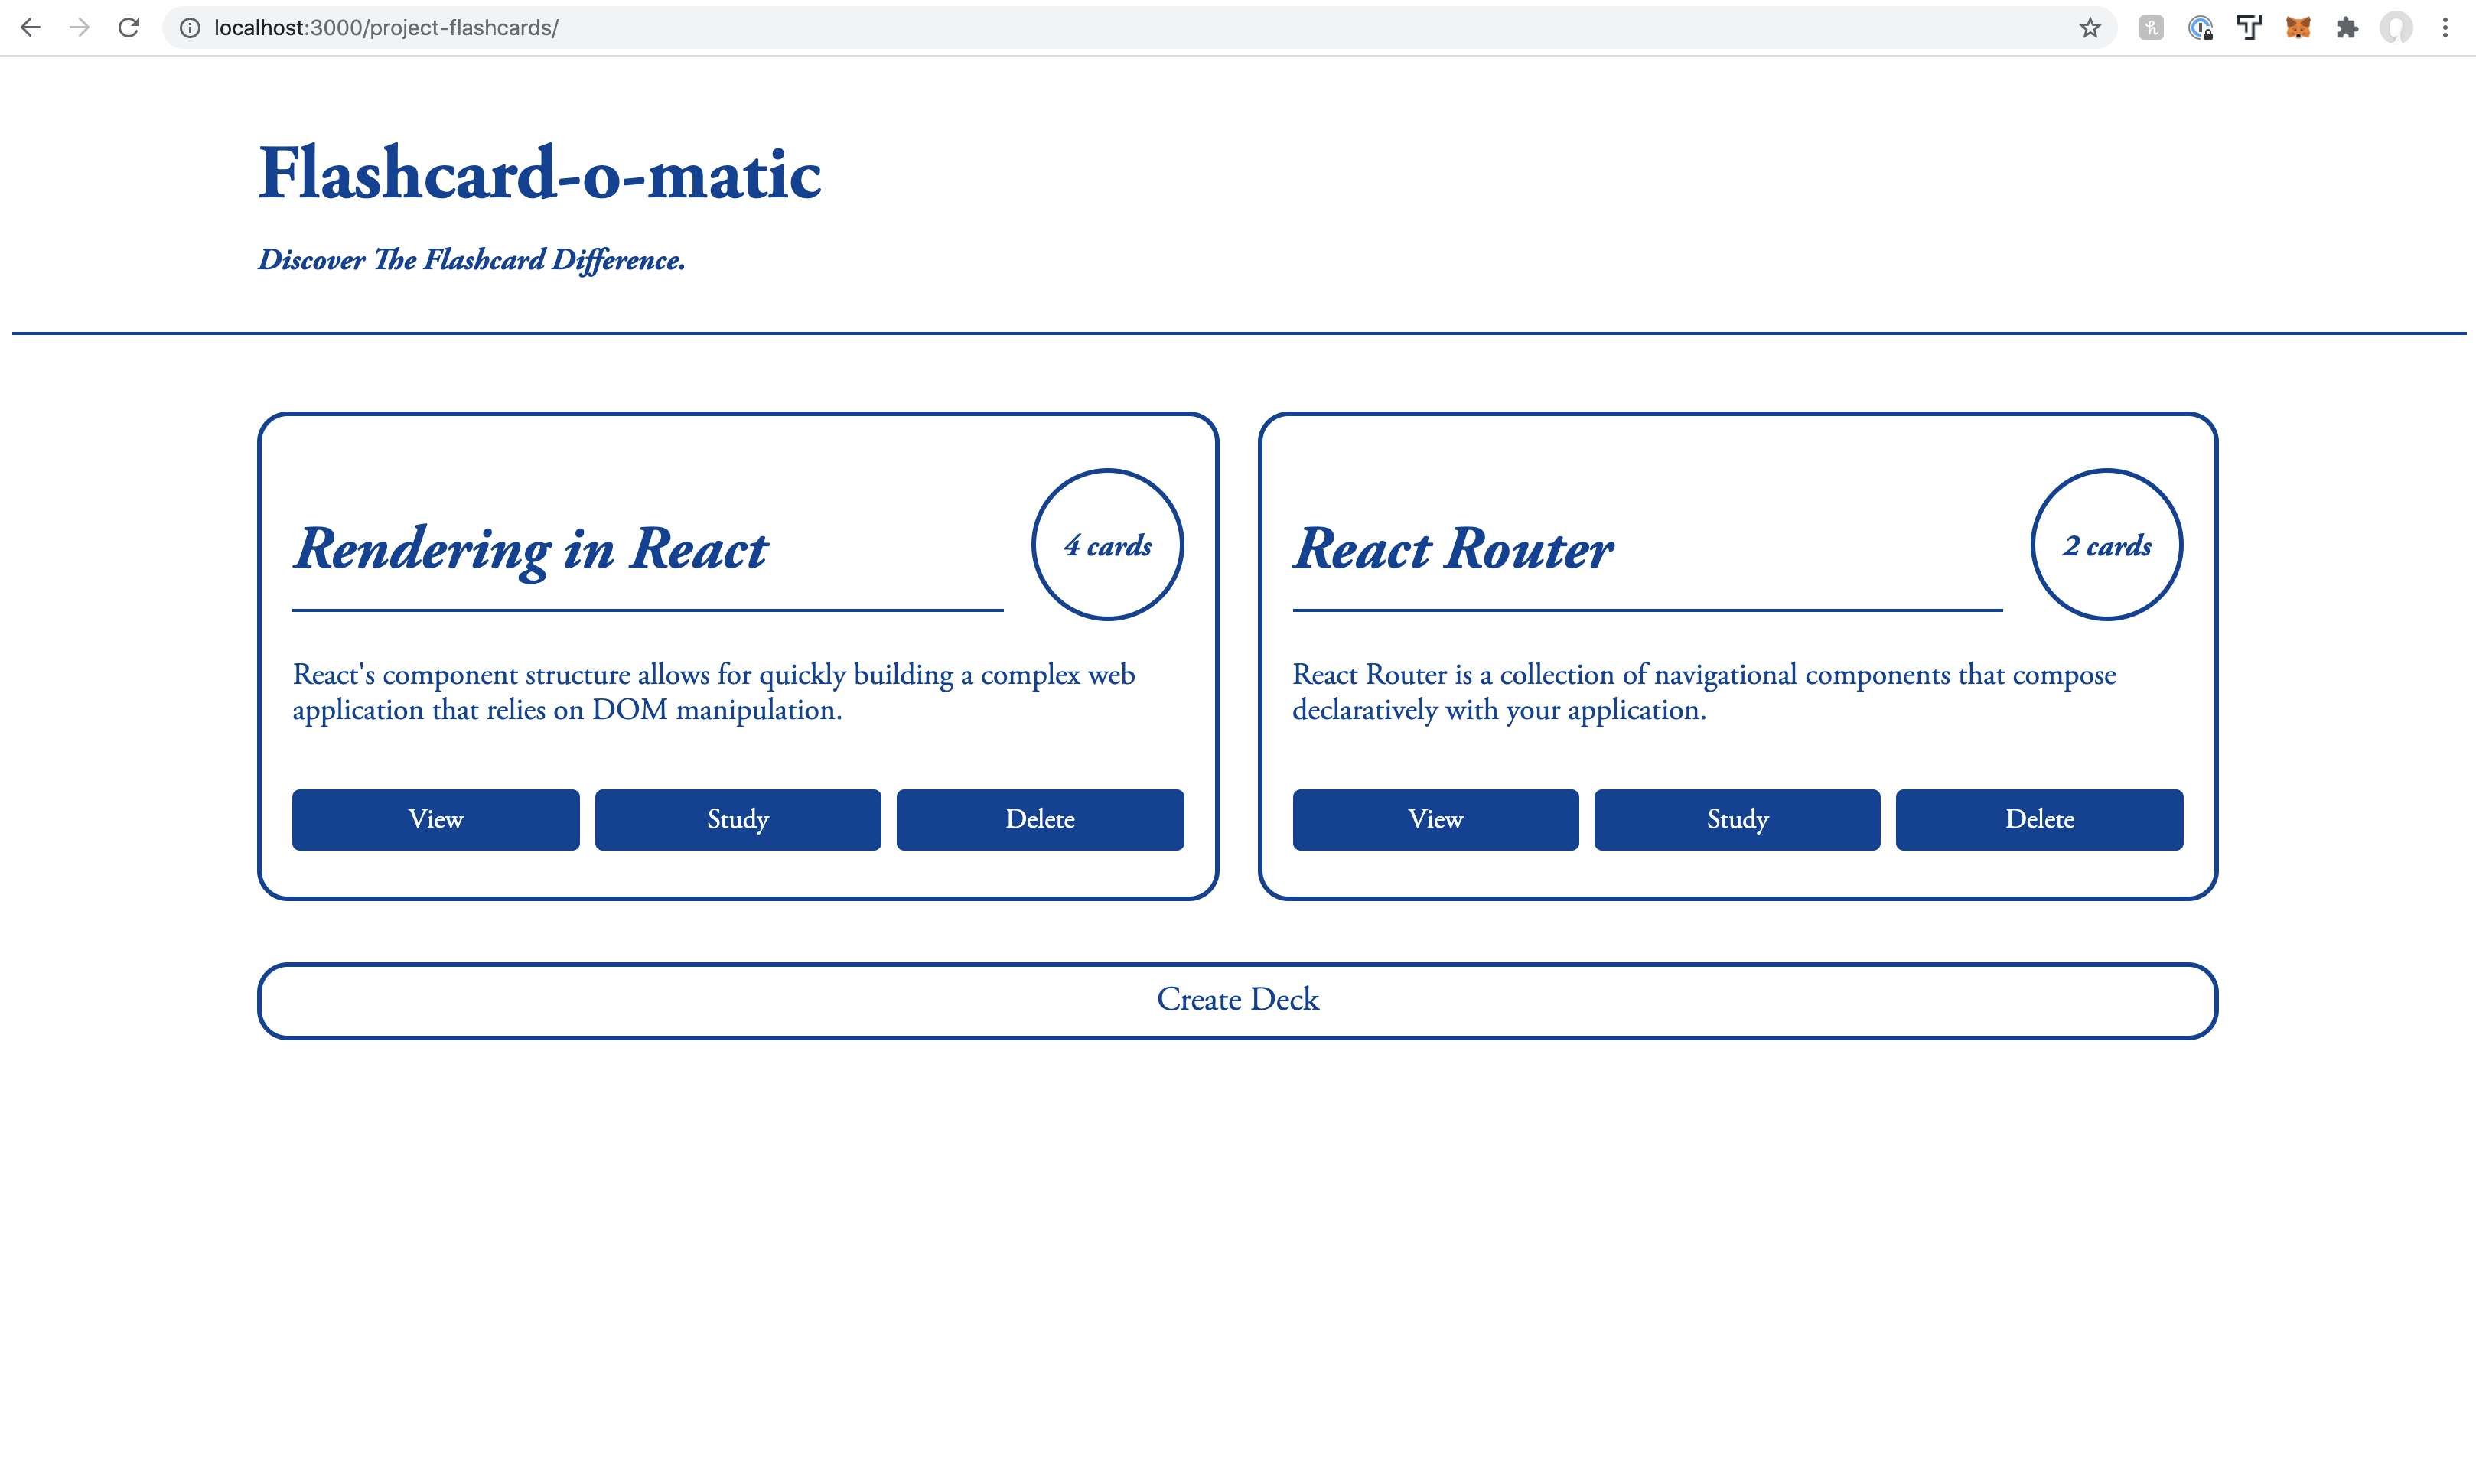 localhost:3000/project-flashcards/
Flashcard-o-matic
Discover The Flashcard Difference.
Rendering in React
4 cards
React's component structure allows for quickly building a complex web
application that relies on DOM manipulation.
View
Study
Delete
React Router
2 cards
React Router is a collection of navigational components that compose
declaratively with your application.
View
Study
Delete
Create Deck